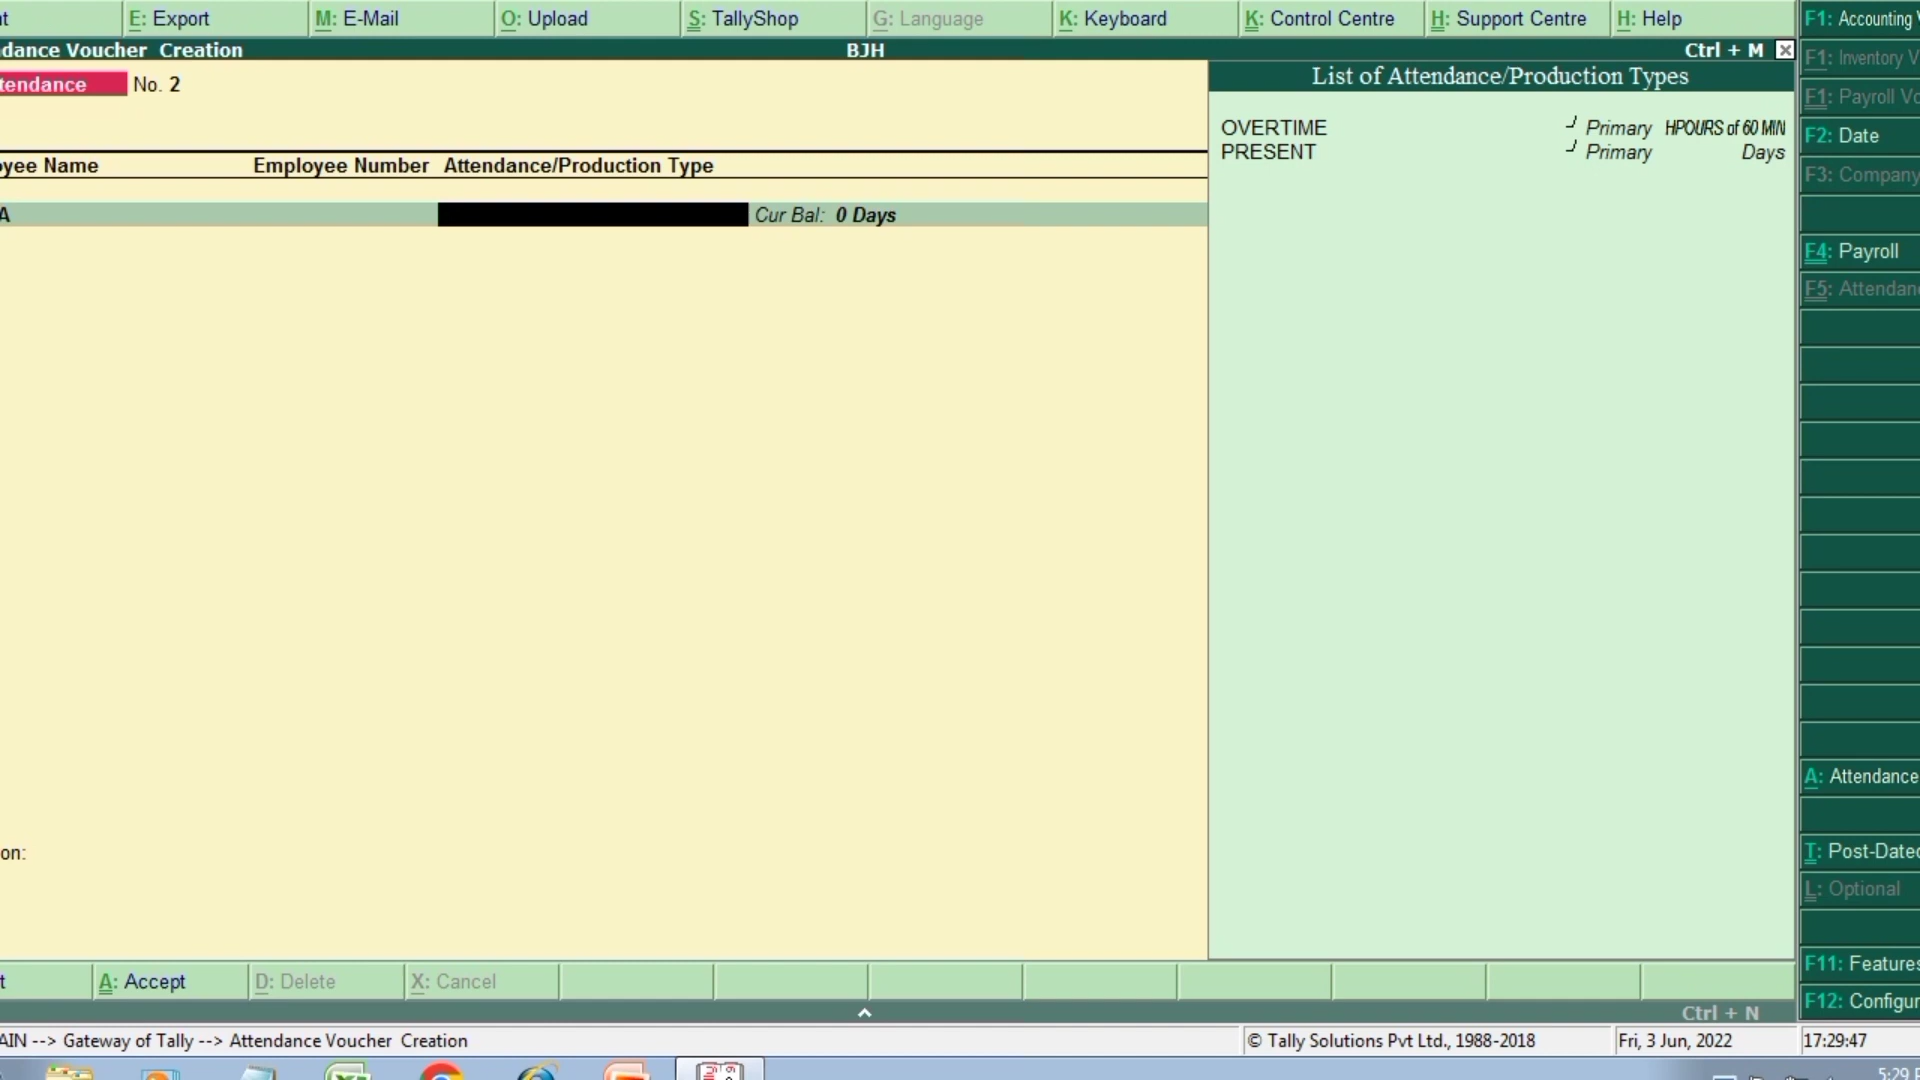 t E: Export M: E-Mail O: Upload S: TallyShop G: Language K: Keyboard K: Control Centre H: Support Centre H: Help F1: Accounting V
dance Voucher Creation BJH Ctrl + M
F1: Inventory V
tendance No. 2
List of Attendance/Production Types
F1: Payroll Vo
OVERTIME Primary HPOURS of 60 MIN
PRESENT Primary Days
F2: Date
yee Name Employee Number Attendance/Production Type
F3: Company
A Cur Bal: 0 Days
F4: Payroll
F5: Attendan
A: Attendance
on:
T: Post-Dated
L: Optional
F11: Features
t A: Accept D: Delete X: Cancel
F12: Configur
Ctrl + N
AIN --> Gateway of Tally --> Attendance Voucher Creation © Tally Solutions Pvt Ltd., 1988-2018 Fri, 3 Jun, 2022 17:29:47
5:29 P